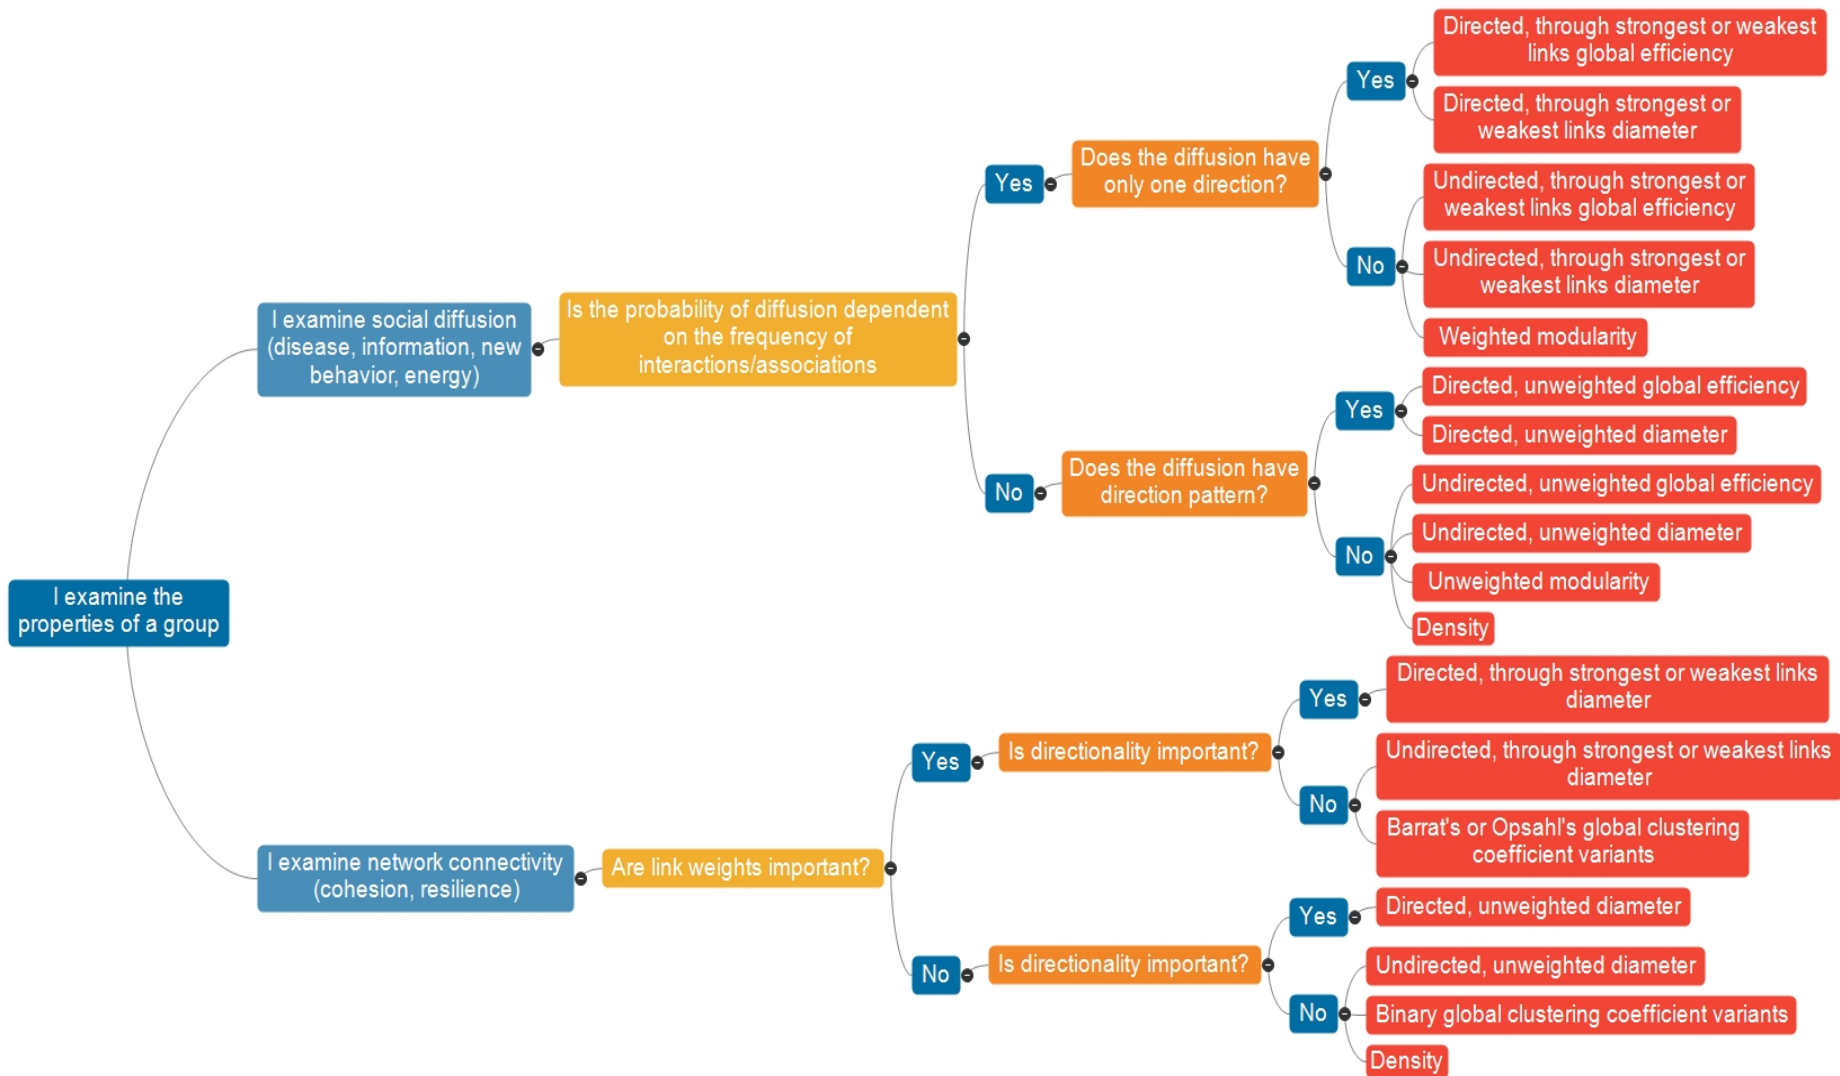 I examine the
properties of a group
I examine social diffusion
(disease, information, new
behavior, energy)
Is the probability of diffusion dependent
on the frequency of
interactions/associations
Yes
Does the diffusion have
only one direction?
Yes
Directed, through strongest or weakest
links global efficiency
Directed, through strongest or
weakest links diameter
No
Undirected, through strongest or
weakest links global efficiency
Undirected, through strongest or
weakest links diameter
Weighted modularity
No
Does the diffusion have
direction pattern?
Yes
Directed, unweighted global efficiency
Directed, unweighted diameter
No
Undirected, unweighted global efficiency
Undirected, unweighted diameter
Unweighted modularity
Density
I examine network connectivity
(cohesion, resilience)
Are link weights important?
Yes
Is directionality important?
Yes
Directed, through strongest or weakest links
diameter
No
Undirected, through strongest or weakest links
diameter
Barrat's or Opsahl's global clustering
coefficient variants
No
Is directionality important?
Yes
Directed, unweighted diameter
No
Undirected, unweighted diameter
Binary global clustering coefficient variants
Density